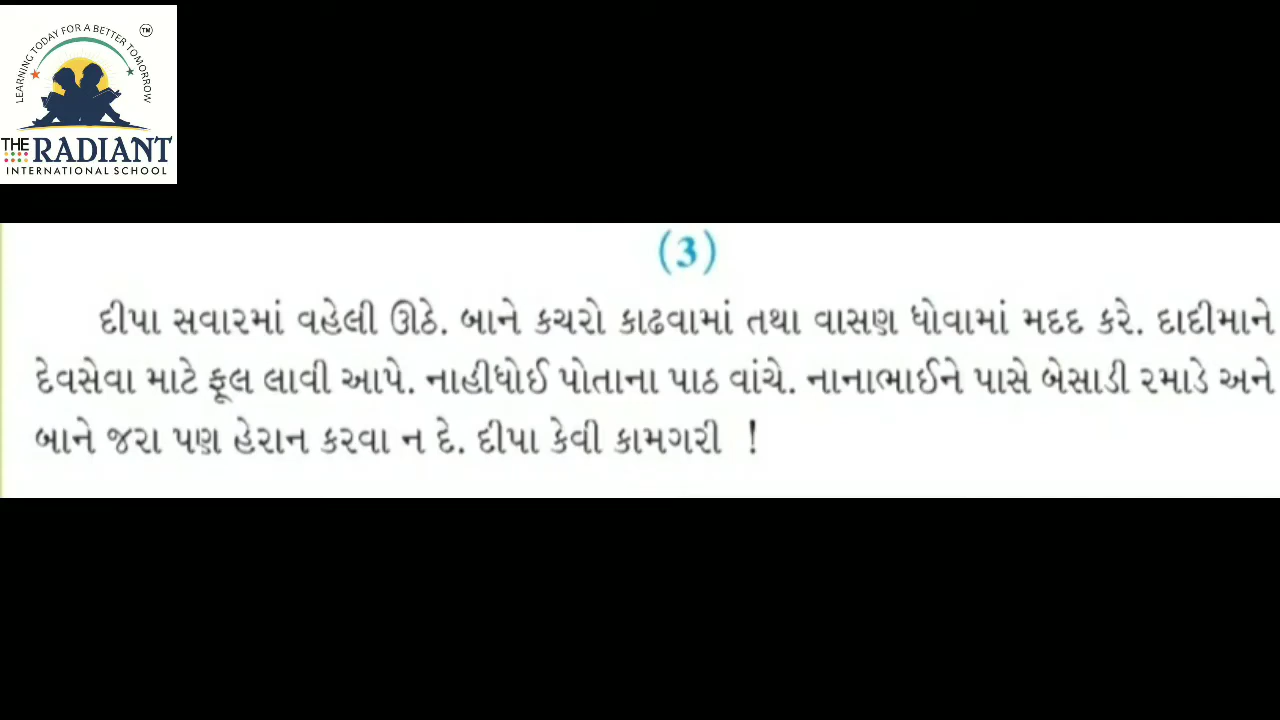 LEARNING TODAY FOR A BETTER TOMORROW
TM
THE RADIANT
INTERNATIONAL SCHOOL
(3)
દીપા સવારમાં વહેલી ઊઠે. બાને કચરો કાઢવામાં તથા વાસણ ધોવામાં મદદ કરે. દાદીમાને
દેવસેવા માટે ફૂલ લાવી આપે. નાહીધોઈ પોતાના પાઠ વાંચે. નાનાભાઈને પાસે બેસાડી રમાડે અને
બાને જરા પણ હેરાન કરવા ન દે. દીપા કેવી કામગરી !